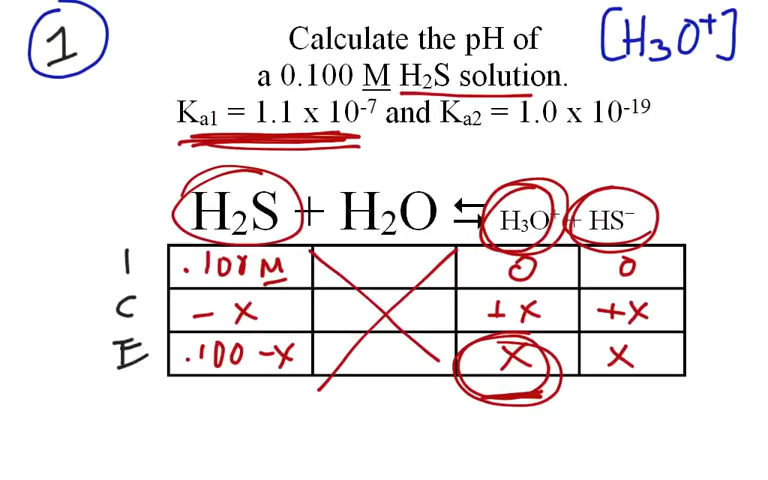 1
Calculate the pH of
[H3O+]
a 0.100 M H₂S solution.
Ka1 = 1.1 x 10⁻⁷ and Ka2 = 1.0 x 10⁻¹⁹
H₂S + H₂O ⇆ H₃O⁺ + HS⁻
I .100 M 0 0
C - x + x + x
E .100 - x x x